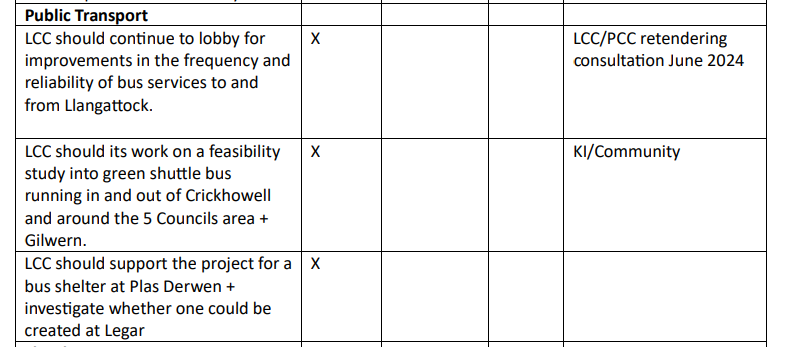 Public Transport
LCC should continue to lobby for
improvements in the frequency and
reliability of bus services to and
from Llangattock.
X
LCC/PCC retendering
consultation June 2024
LCC should its work on a feasibility
study into green shuttle bus
running in and out of Crickhowell
and around the 5 Councils area +
Gilwern.
X
KI/Community
LCC should support the project for a
bus shelter at Plas Derwen +
investigate whether one could be
created at Legar
X